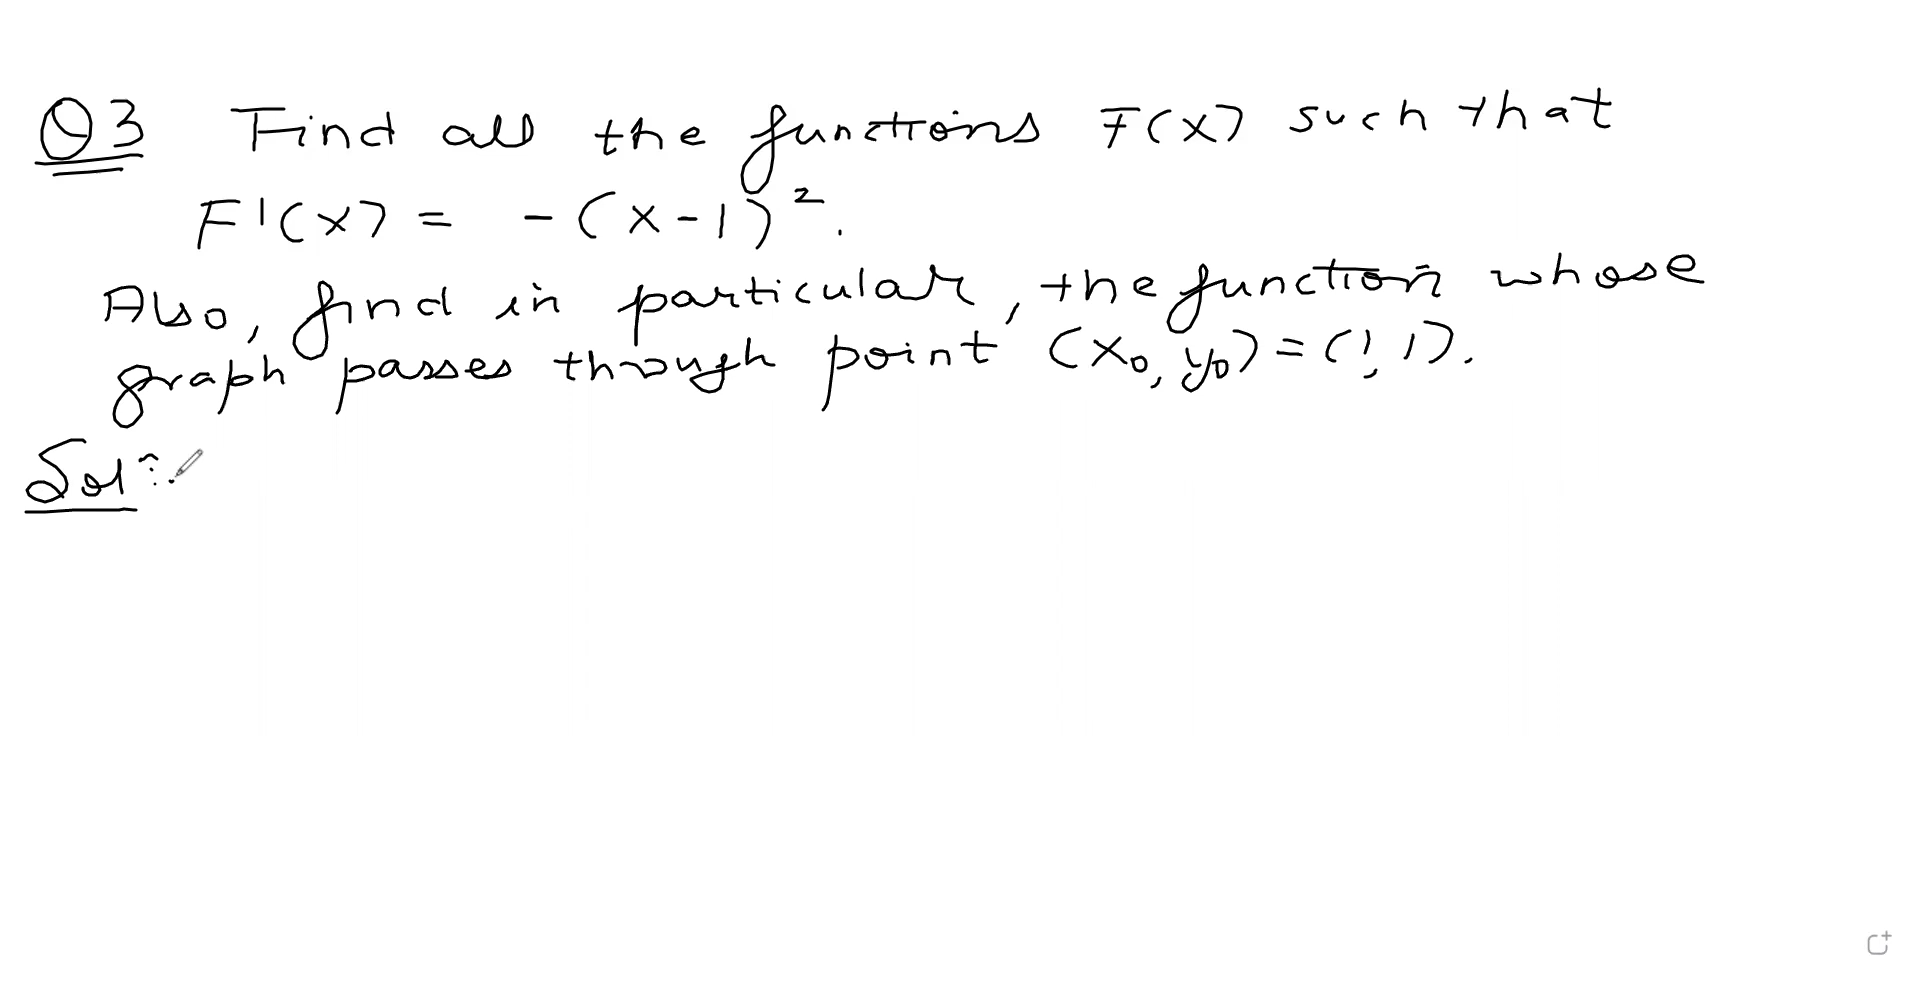 Q3 Find all the functions F(x) such that
F'(x) = -(x-1)².
Also, find in particular, the function whose
graph passes through point (x₀, y₀) = (1, 1).
Solⁿ: